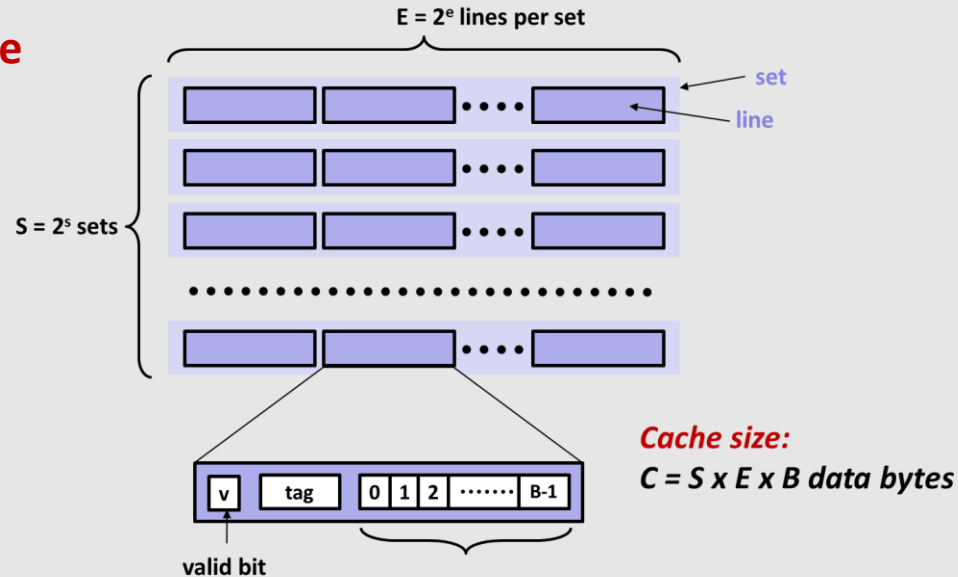 E = 2ᵉ lines per set
e
set
line
S = 2ˢ sets
Cache size:
C = S x E x B data bytes
v tag 0 1 2 ······· B-1
valid bit